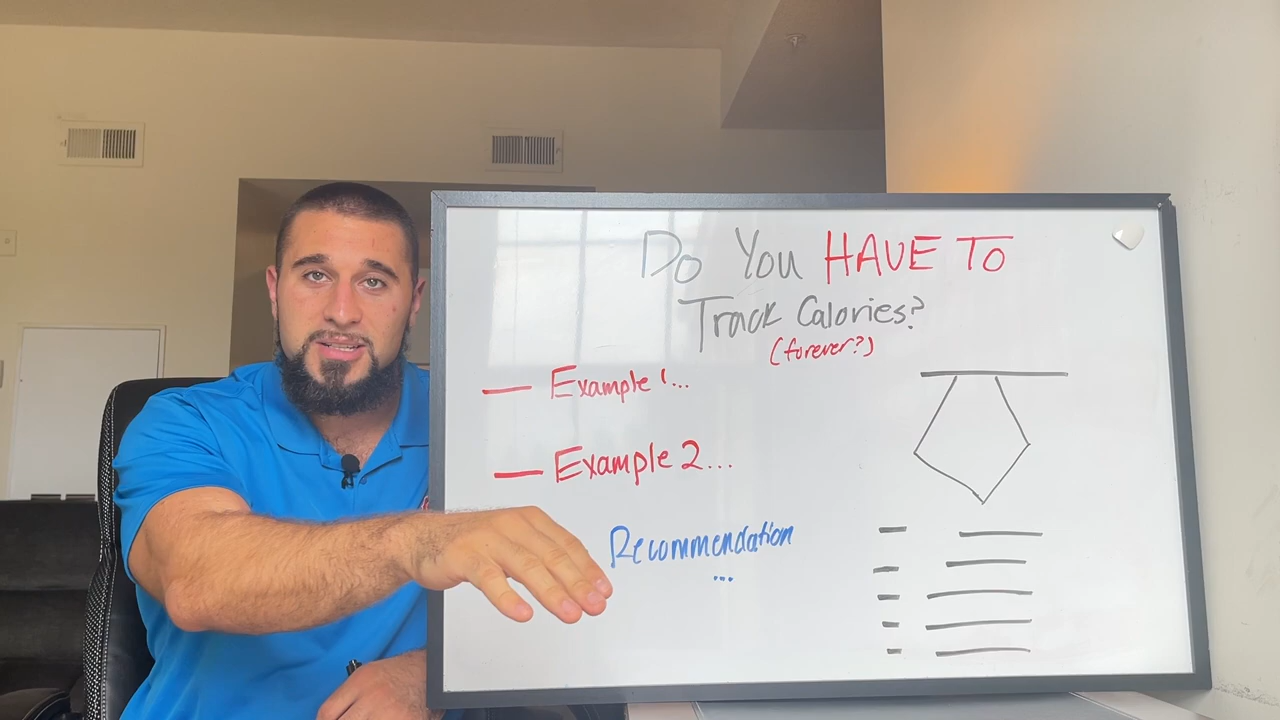 Do You HAVE TO
Track Calories?
(forever?)
Example 1...
Example 2...
Recommendation
...